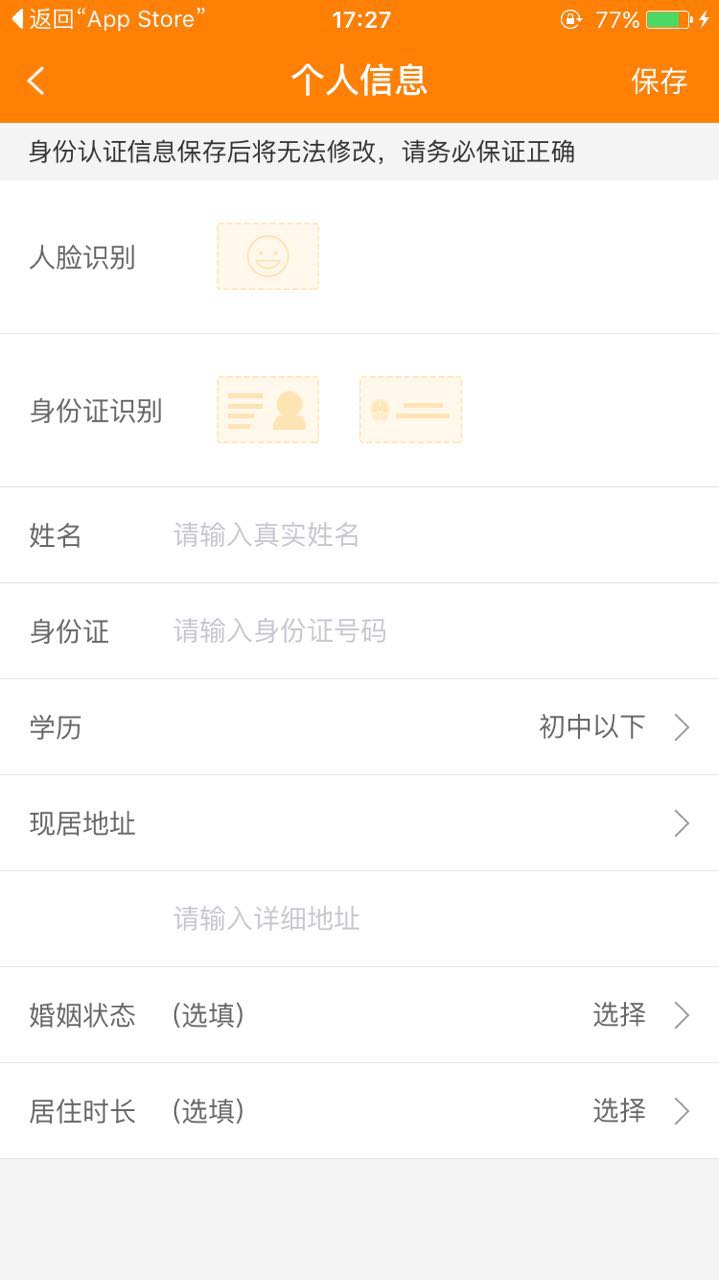 返回“App Store”
17:27
77%
个人信息
保存
身份认证信息保存后将无法修改，请务必保证正确
人脸识别
身份证识别
姓名 请输入真实姓名
身份证 请输入身份证号码
学历 初中以下
现居地址
请输入详细地址
婚姻状态 (选填) 选择
居住时长 (选填) 选择